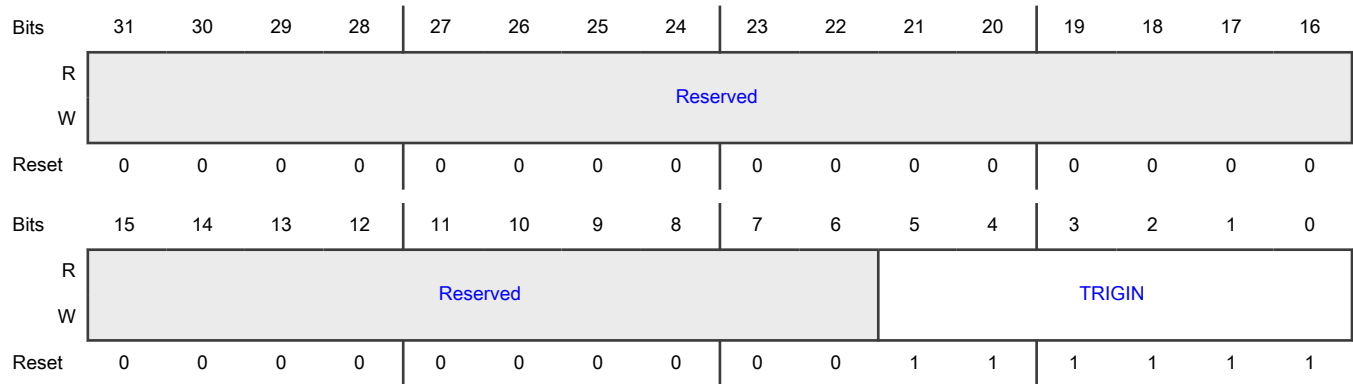 Bits 31 30 29 28 27 26 25 24 23 22 21 20 19 18 17 16
R
Reserved
W
Reset 0 0 0 0 0 0 0 0 0 0 0 0 0 0 0 0
Bits 15 14 13 12 11 10 9 8 7 6 5 4 3 2 1 0
R
Reserved TRIGIN
W
Reset 0 0 0 0 0 0 0 0 0 0 1 1 1 1 1 1